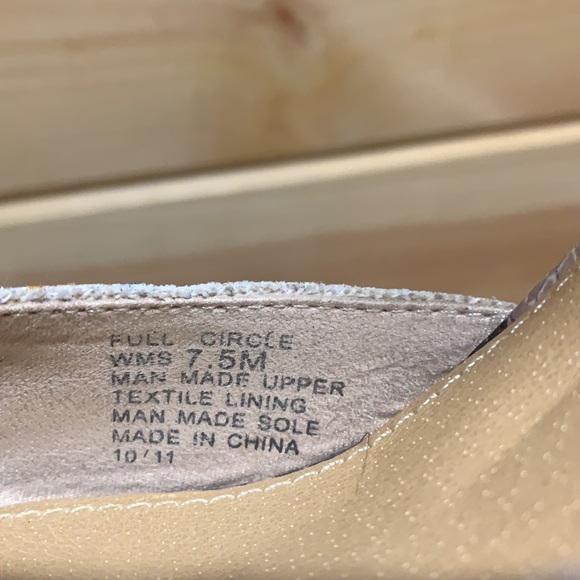 FULL CIRCLE
WMS 7.5M
MAN MADE UPPER
TEXTILE LINING
MAN MADE SOLE
MADE IN CHINA
10/11